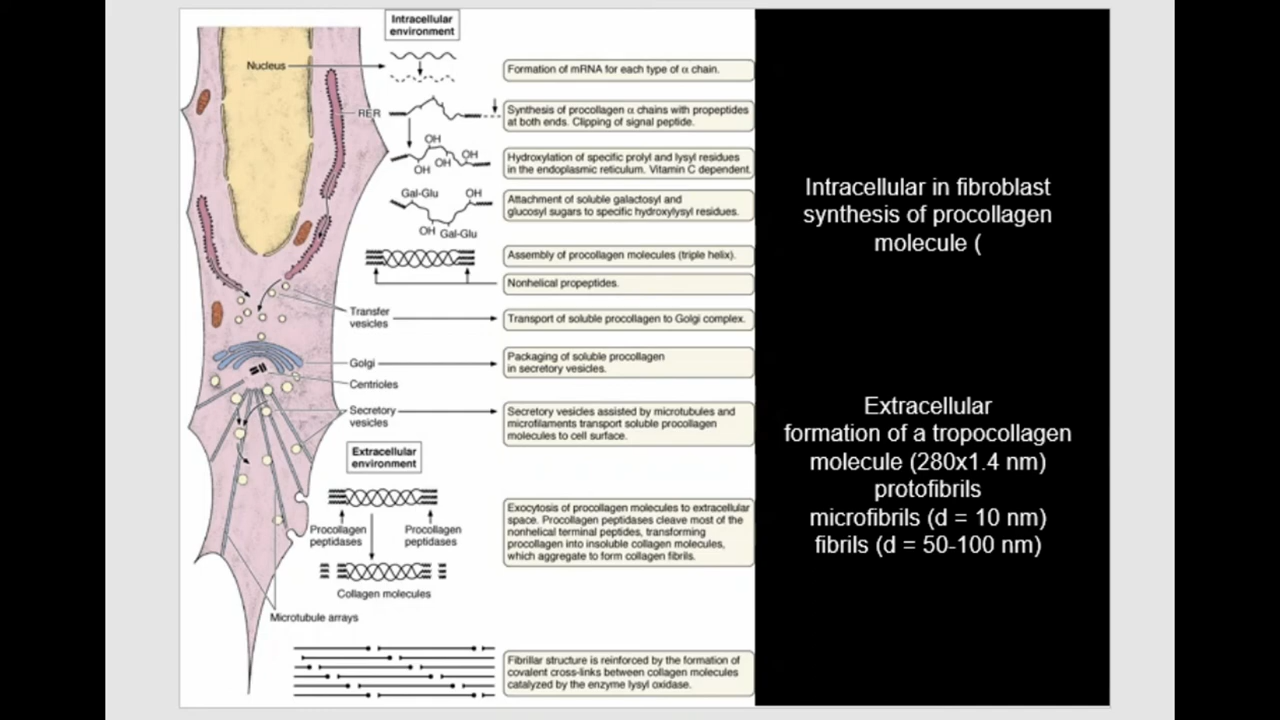 Intracellular
environment
Nucleus
Formation of mRNA for each type of α chain.
RER
Synthesis of procollagen α chains with propeptides
at both ends. Clipping of signal peptide.
OH
OH
OH
OH
Hydroxylation of specific prolyl and lysyl residues
in the endoplasmic reticulum. Vitamin C dependent.
Gal-Glu
OH
Attachment of soluble galactosyl and
glucosyl sugars to specific hydroxylysyl residues.
OH
Gal-Glu
Assembly of procollagen molecules (triple helix).
Nonhelical propeptides.
Transfer
vesicles
Transport of soluble procollagen to Golgi complex.
Golgi
Packaging of soluble procollagen
in secretory vesicles.
Centrioles
Secretory
vesicles
Secretory vesicles assisted by microtubules and
microfilaments transport soluble procollagen
molecules to cell surface.
Extracellular
environment
Procollagen
peptidases
Procollagen
peptidases
Exocytosis of procollagen molecules to extracellular
space. Procollagen peptidases cleave most of the
nonhelical terminal peptides, transforming
procollagen into insoluble collagen molecules,
which aggregate to form collagen fibrils.
Collagen molecules
Microtubule arrays
Fibrillar structure is reinforced by the formation of
covalent cross-links between collagen molecules
catalyzed by the enzyme lysyl oxidase.
Intracellular in fibroblast
synthesis of procollagen
molecule (
Extracellular
formation of a tropocollagen
molecule (280x1.4 nm)
protofibrils
microfibrils (d = 10 nm)
fibrils (d = 50-100 nm)